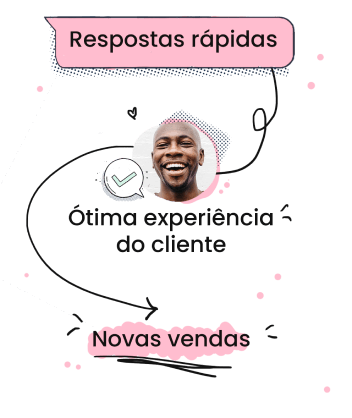 Respostas rápidas
Ótima experiência
do cliente
Novas vendas